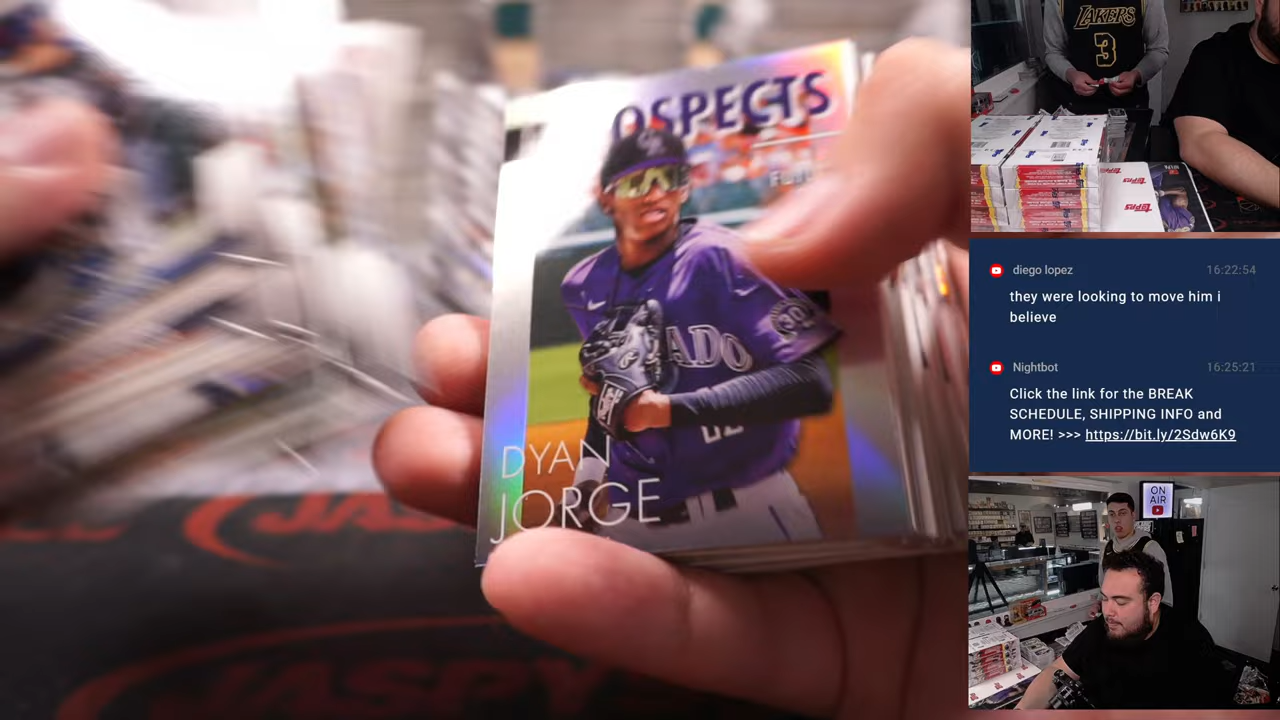 OSPECTS
DYAN
JORGE
LAKERS
3
TOPPS
diego lopez 16:22:54
they were looking to move him i
believe
Nightbot 16:25:21
Click the link for the BREAK
SCHEDULE, SHIPPING INFO and
MORE! >>> https://bit.ly/2Sdw6K9
ON
AIR
JASPY